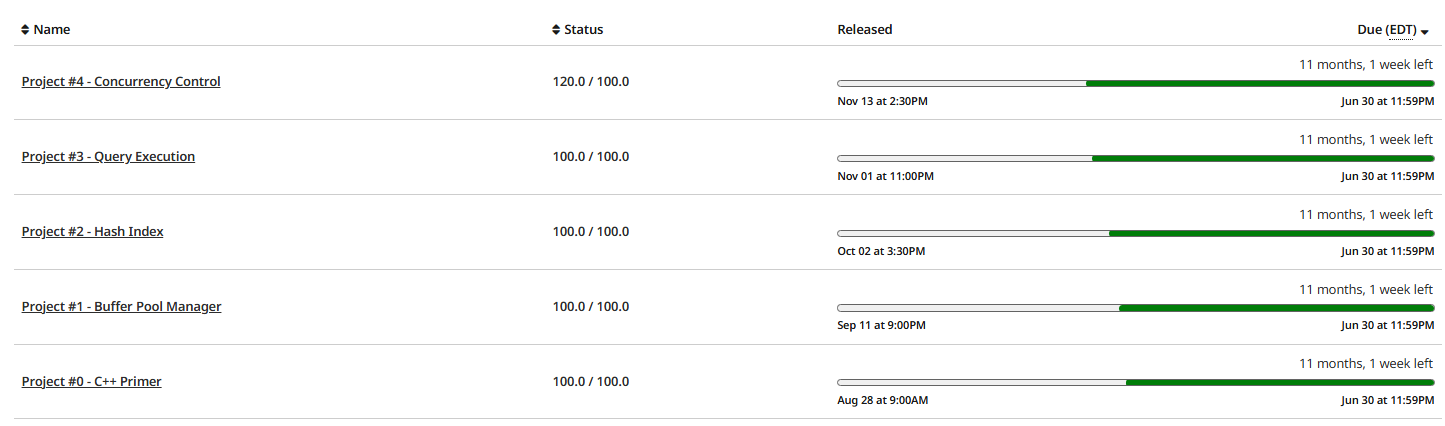 Name Status Released Due (EDT)
11 months, 1 week left
Project #4 - Concurrency Control 120.0 / 100.0
Nov 13 at 2:30PM Jun 30 at 11:59PM
11 months, 1 week left
Project #3 - Query Execution 100.0 / 100.0
Nov 01 at 11:00PM Jun 30 at 11:59PM
11 months, 1 week left
Project #2 - Hash Index 100.0 / 100.0
Oct 02 at 3:30PM Jun 30 at 11:59PM
11 months, 1 week left
Project #1 - Buffer Pool Manager 100.0 / 100.0
Sep 11 at 9:00PM Jun 30 at 11:59PM
11 months, 1 week left
Project #0 - C++ Primer 100.0 / 100.0
Aug 28 at 9:00AM Jun 30 at 11:59PM